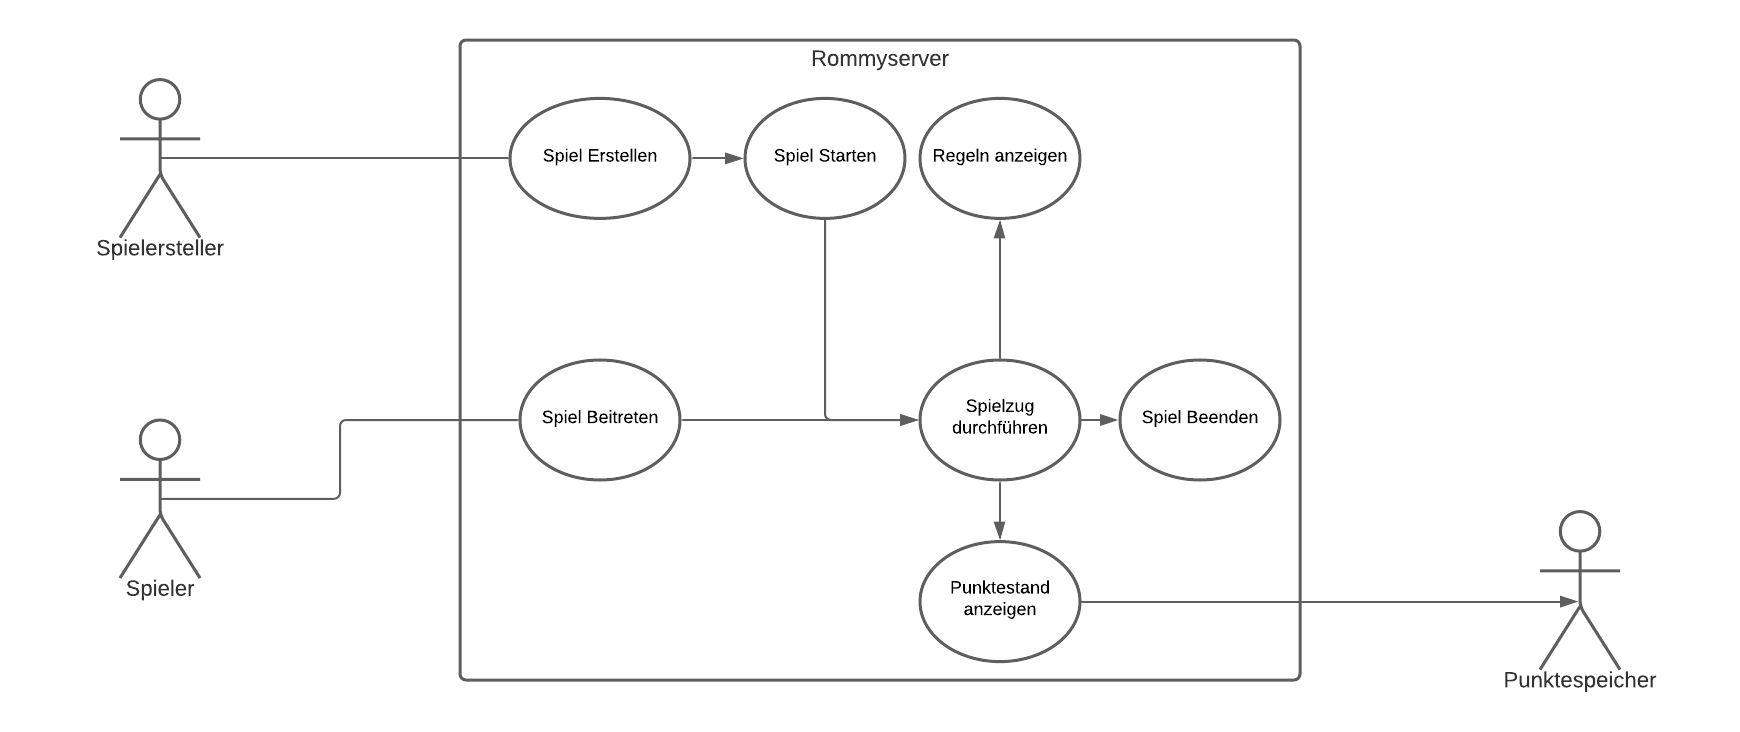 Rommyserver
Spiel Erstellen
Spiel Starten
Regeln anzeigen
Spielersteller
Spiel Beitreten
Spielzug
durchführen
Spiel Beenden
Spieler
Punktestand
anzeigen
Punktespeicher